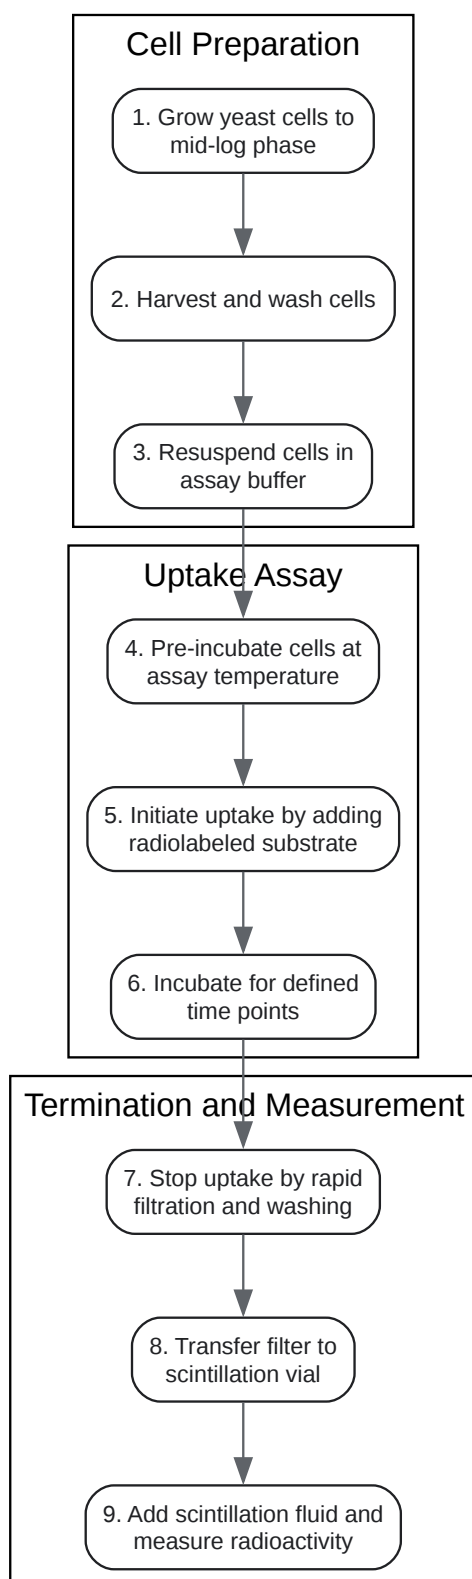 Cell Preparation
1. Grow yeast cells to
mid-log phase
2. Harvest and wash cells
3. Resuspend cells in
assay buffer
Uptake Assay
4. Pre-incubate cells at
assay temperature
5. Initiate uptake by adding
radiolabeled substrate
6. Incubate for defined
time points
Termination and Measurement
7. Stop uptake by rapid
filtration and washing
8. Transfer filter to
scintillation vial
9. Add scintillation fluid and
measure radioactivity